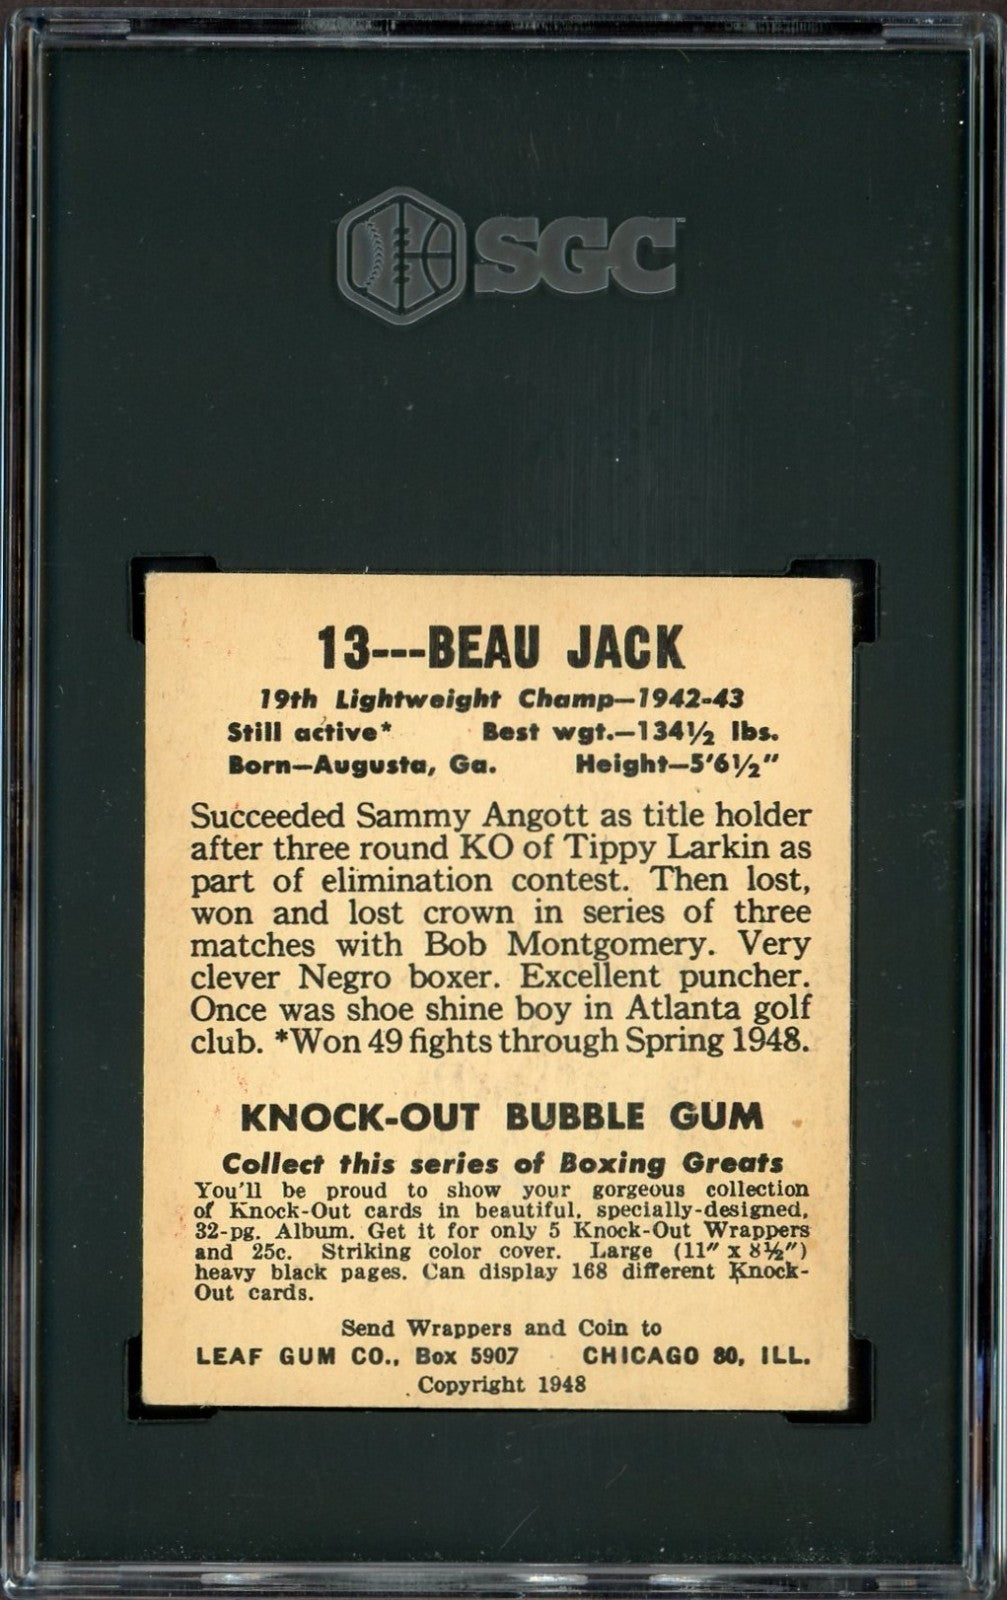 SGC
13---BEAU JACK
19th Lightweight Champ—1942-43
Still active* Best wgt.—134½ lbs.
Born—Augusta, Ga. Height—5'6½"
Succeeded Sammy Angott as title holder
after three round KO of Tippy Larkin as
part of elimination contest. Then lost,
won and lost crown in series of three
matches with Bob Montgomery. Very
clever Negro boxer. Excellent puncher.
Once was shoe shine boy in Atlanta golf
club. *Won 49 fights through Spring 1948.
KNOCK-OUT BUBBLE GUM
Collect this series of Boxing Greats
You'll be proud to show your gorgeous collection
of Knock-Out cards in beautiful, specially-designed,
32-pg. Album. Get it for only 5 Knock-Out Wrappers
and 25c. Striking color cover. Large (11" x 8½")
heavy black pages. Can display 168 different Knock-
Out cards.
Send Wrappers and Coin to
LEAF GUM CO., Box 5907 CHICAGO 80, ILL.
Copyright 1948